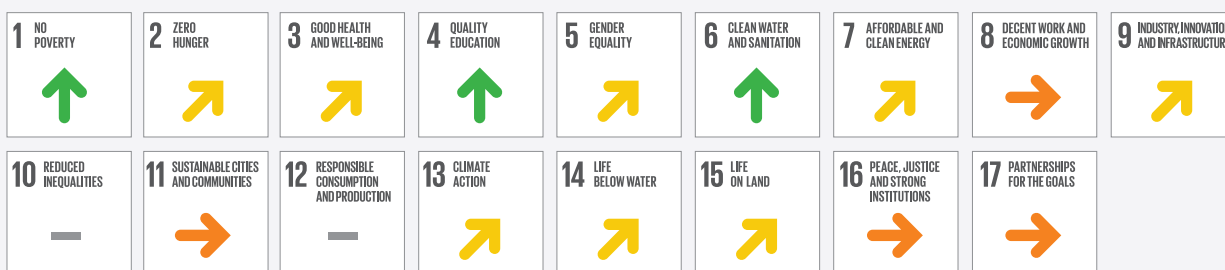 1 NO POVERTY
2 ZERO HUNGER
3 GOOD HEALTH AND WELL-BEING
4 QUALITY EDUCATION
5 GENDER EQUALITY
6 CLEAN WATER AND SANITATION
7 AFFORDABLE AND CLEAN ENERGY
8 DECENT WORK AND ECONOMIC GROWTH
9 INDUSTRY, INNOVATIO AND INFRASTRUCTUR
10 REDUCED INEQUALITIES
11 SUSTAINABLE CITIES AND COMMUNITIES
12 RESPONSIBLE CONSUMPTION AND PRODUCTION
13 CLIMATE ACTION
14 LIFE BELOW WATER
15 LIFE ON LAND
16 PEACE, JUSTICE AND STRONG INSTITUTIONS
17 PARTNERSHIPS FOR THE GOALS